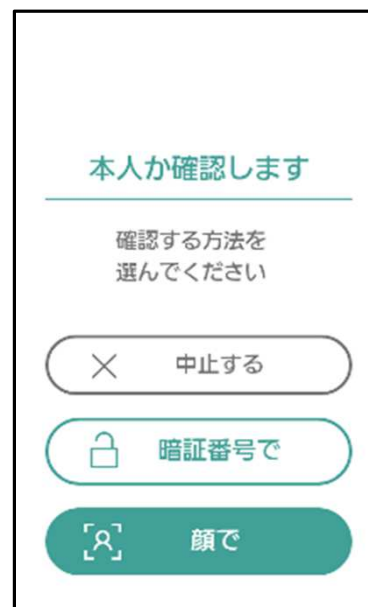 本人か確認します
確認する方法を
選んでください
中止する
暗証番号で
顔で